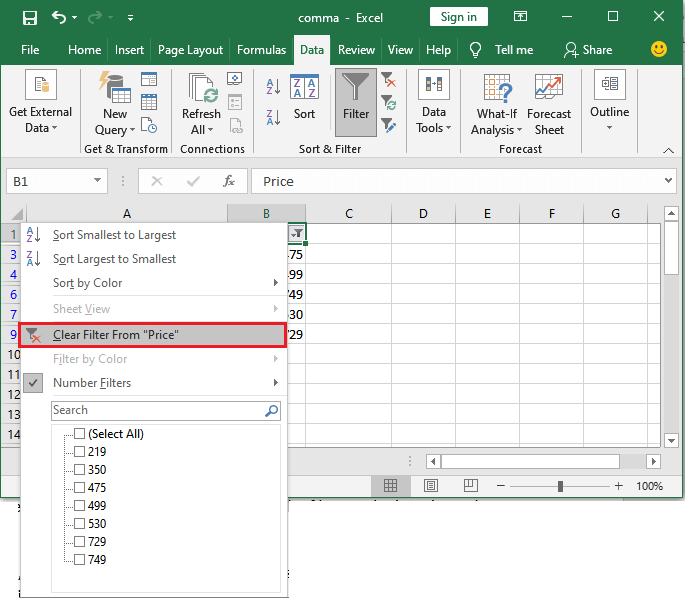 comma - Excel
Sign in
File Home Insert Page Layout Formulas Data Review View Help Tell me Share
Get External Data
New Query
Get & Transform
Refresh All
Connections
Sort
Filter
Sort & Filter
Data Tools
What-If Analysis
Forecast Sheet
Forecast
Outline
B1
fx
Price
A B C D E F G
1
3
4
6
7
9
10
11
12
13
14
75
99
749
30
729
Sort Smallest to Largest
Sort Largest to Smallest
Sort by Color
Sheet View
Clear Filter From "Price"
Filter by Color
Number Filters
Search
(Select All)
219
350
475
499
530
729
749
100%